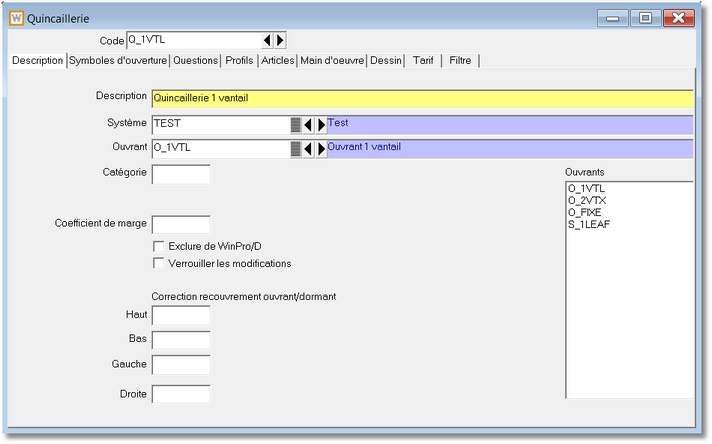 W Quincaillerie
Code Q_1VTL
Description Symboles d'ouverture Questions Profils Articles Main d'oeuvre Dessin Tarif Filtre
Description Quincaillerie 1 vantail
Système TEST Test
Ouvrant O_1VTL Ouvrant 1 vantail
Catégorie
Ouvrants
O_1VTL
O_2VTX
O_FIXE
S_1LEAF
Coefficient de marge
Exclure de WinPro/D
Verrouiller les modifications
Correction recouvrement ouvrant/dormant
Haut
Bas
Gauche
Droite